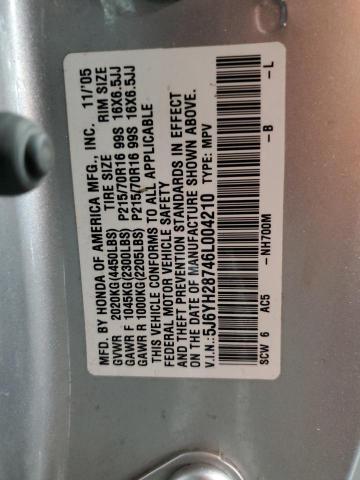 MFD. BY HONDA OF AMERICA MFG., INC. 11/'05
GVWR 2020KG(4450LBS) TIRE SIZE RIM SIZE
GAWR F 1045KG(2300LBS) P215/70R16 99S 16X6.5JJ
GAWR R 1000KG(2205LBS) P215/70R16 99S 16X6.5JJ
THIS VEHICLE CONFORMS TO ALL APPLICABLE
FEDERAL MOTOR VEHICLE SAFETY
AND THEFT PREVENTION STANDARDS IN EFFECT
ON THE DATE OF MANUFACTURE SHOWN ABOVE.
V.I.N.: 5J6YH28746L004210 TYPE: MPV
SCW 6 AC5 -NH700M -B -L